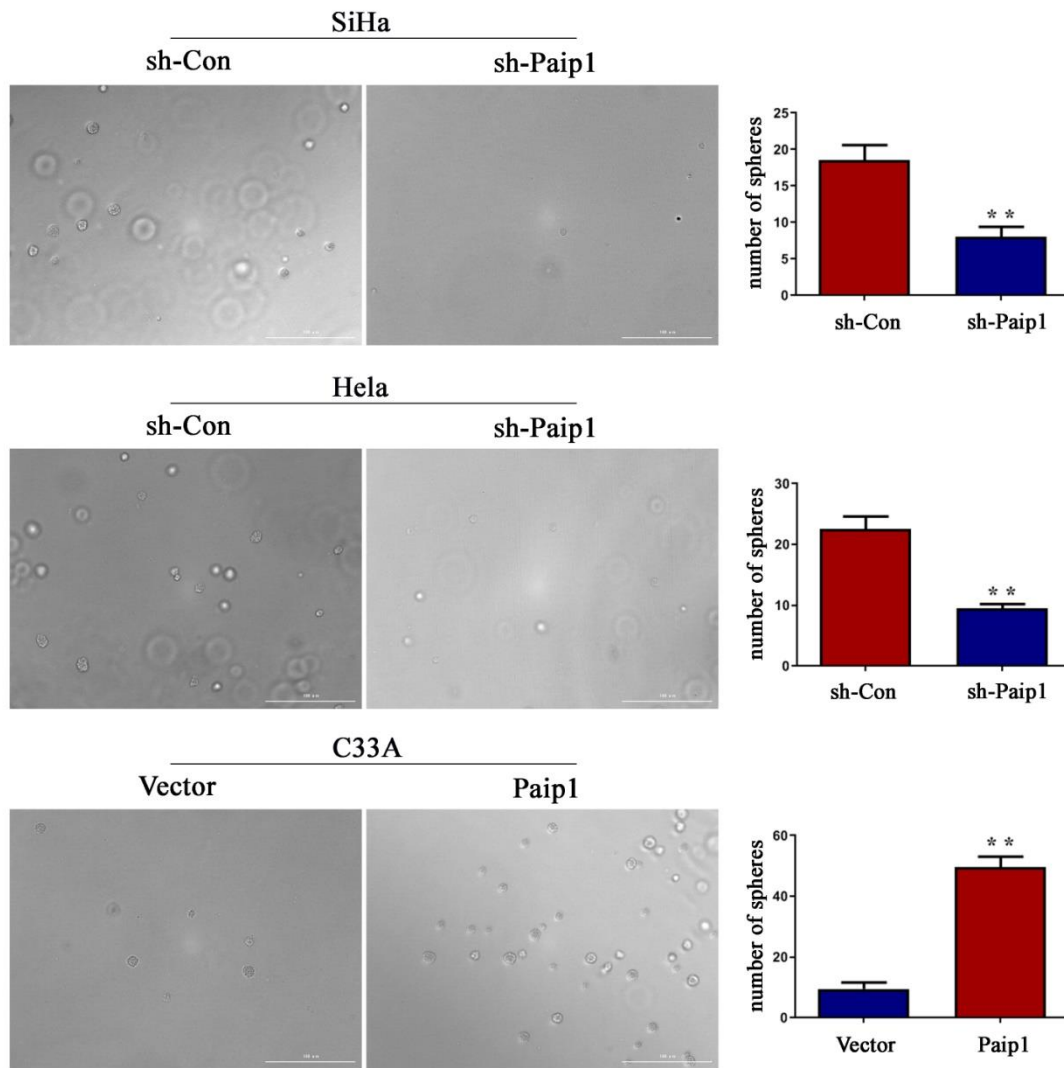 SiHa
sh-Con sh-Paip1
number of spheres
25
20
15
10
5
0
**
sh-Con sh-Paip1
Hela
sh-Con sh-Paip1
number of spheres
30
20
10
0
**
sh-Con sh-Paip1
C33A
Vector Paip1
number of spheres
60
40
20
0
**
Vector Paip1